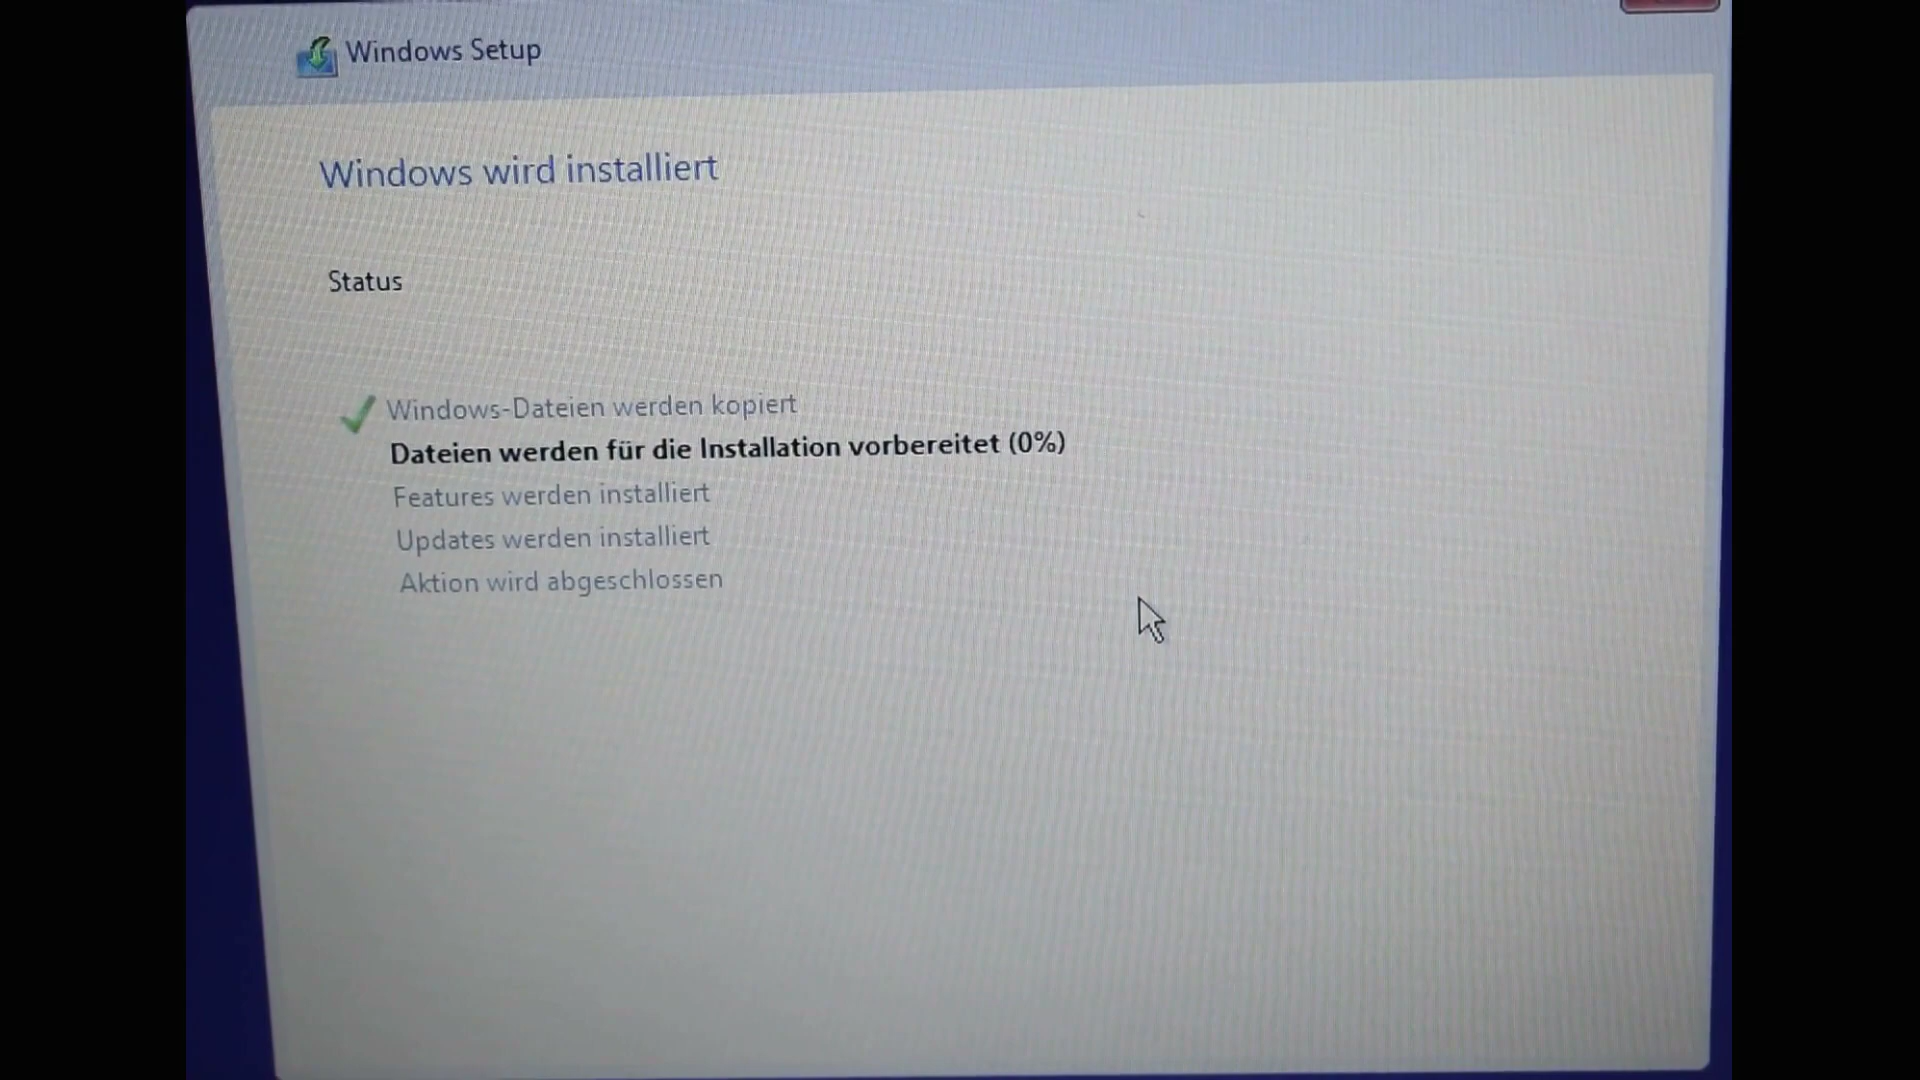 Windows Setup
Windows wird installiert
Status
Windows-Dateien werden kopiert
Dateien werden für die Installation vorbereitet (0%)
Features werden installiert
Updates werden installiert
Aktion wird abgeschlossen